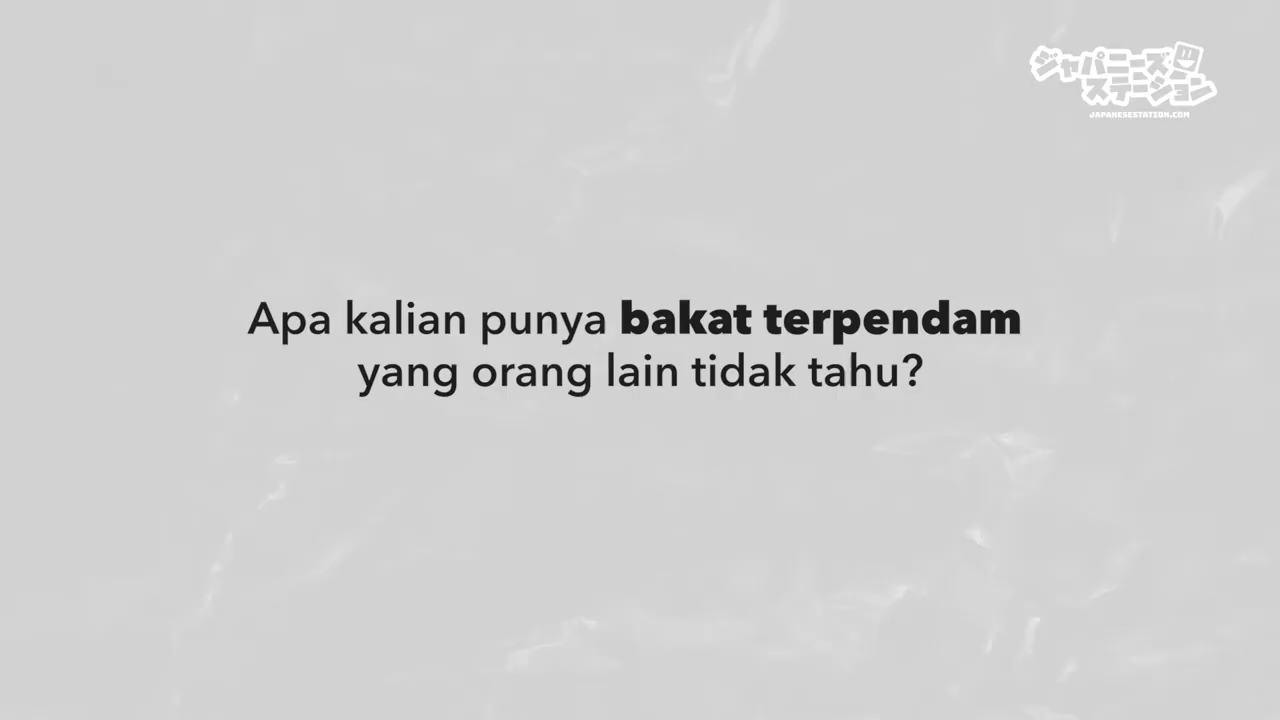 ジャパニーズ
ステーション
JAPANESESTATION.COM
Apa kalian punya bakat terpendam
yang orang lain tidak tahu?